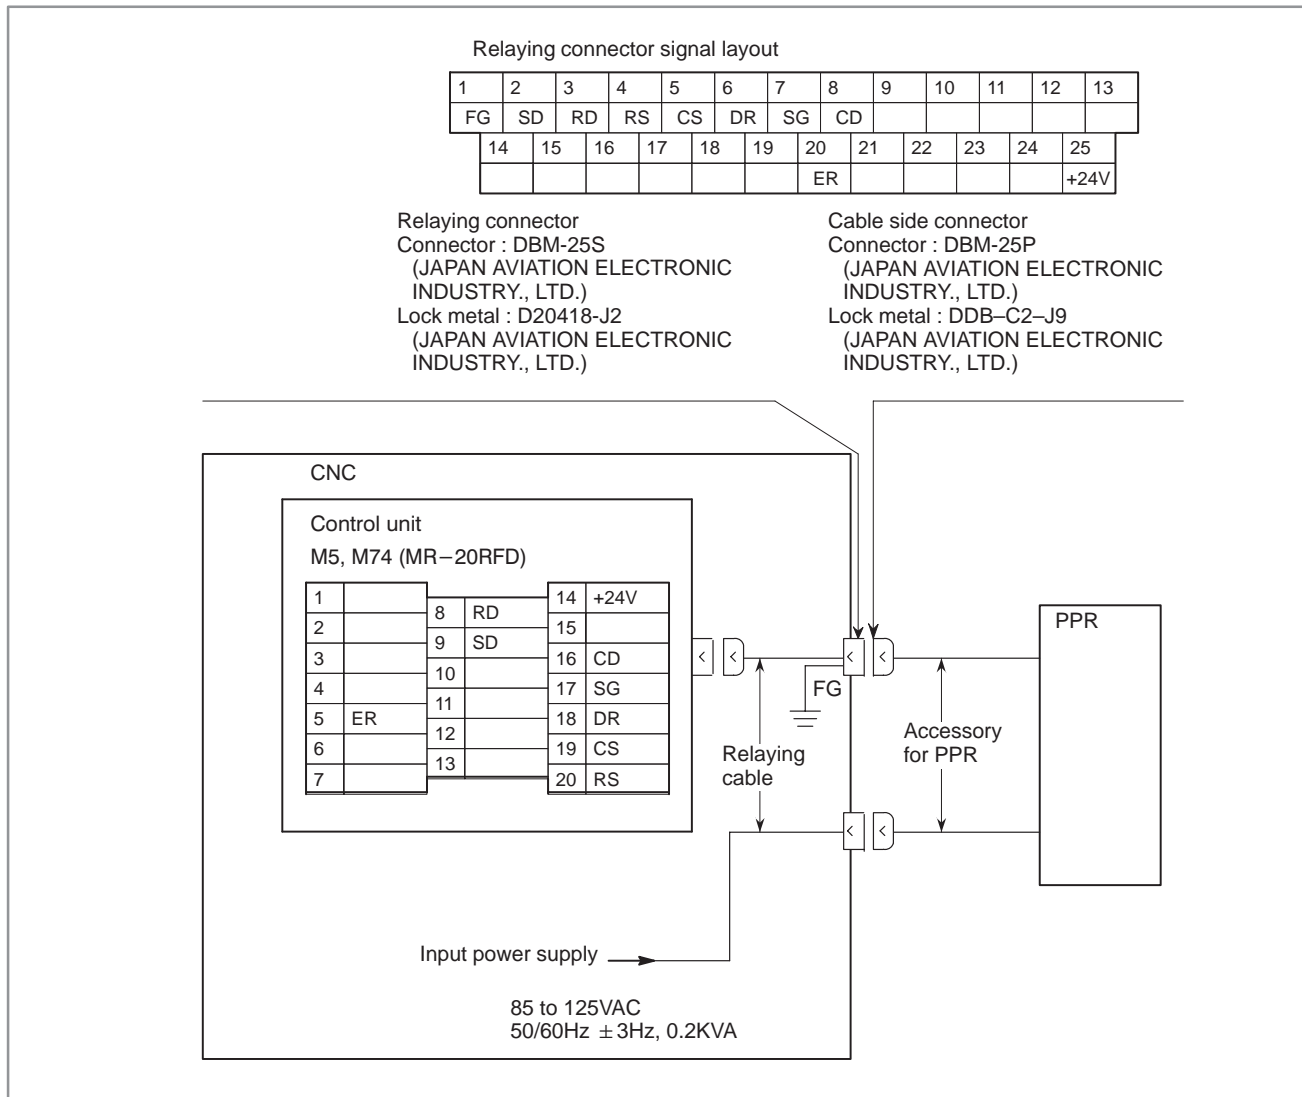 Relaying connector signal layout
1 2 3 4 5 6 7 8 9 10 11 12 13
FG SD RD RS CS DR SG CD
14 15 16 17 18 19 20 21 22 23 24 25
ER +24V
Relaying connector
Connector : DBM-25S
(JAPAN AVIATION ELECTRONIC
INDUSTRY., LTD.)
Lock metal : D20418-J2
(JAPAN AVIATION ELECTRONIC
INDUSTRY., LTD.)
Cable side connector
Connector : DBM-25P
(JAPAN AVIATION ELECTRONIC
INDUSTRY., LTD.)
Lock metal : DDB–C2–J9
(JAPAN AVIATION ELECTRONIC
INDUSTRY., LTD.)
CNC
Control unit
M5, M74 (MR−20RFD)
1
2
3
4
5 ER
6
7
8 RD
9 SD
10
11
12
13
14 +24V
15
16 CD
17 SG
18 DR
19 CS
20 RS
FG
Relaying
cable
Accessory
for PPR
PPR
Input power supply
85 to 125VAC
50/60Hz ±3Hz, 0.2KVA